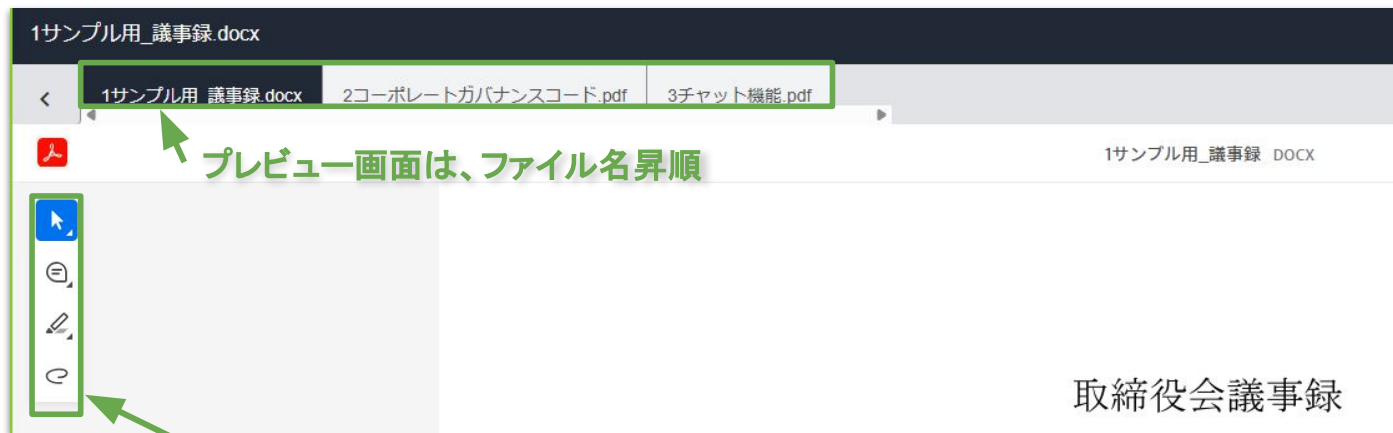 1サンプル用_議事録.docx
1サンプル用_議事録.docx 2コーポレートガバナンスコード.pdf 3チャット機能.pdf
プレビュー画面は、ファイル名昇順
1サンプル用_議事録 DOCX
取締役会議事録